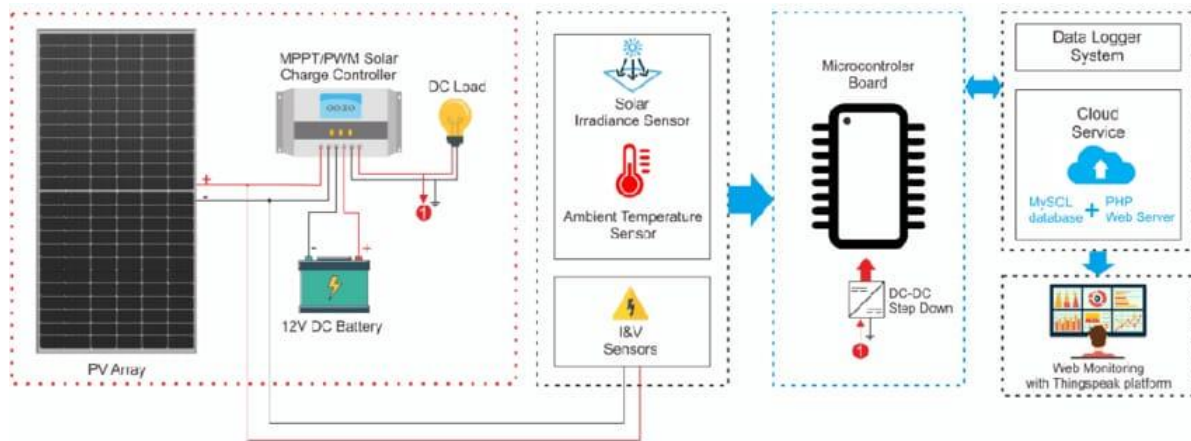 MPPT/PWM Solar
Charge Controller
DC Load
00:20
+
-
1
-
+
12V DC Battery
PV Array
Solar
Irradiance Sensor
Ambient Temperature
Sensor
I&V
Sensors
Microcontroler
Board
DC-DC
Step Down
1
Data Logger
System
Cloud
Service
MySCL
database
+
PHP
Web Server
Web Monitoring
with Thingspeak platform